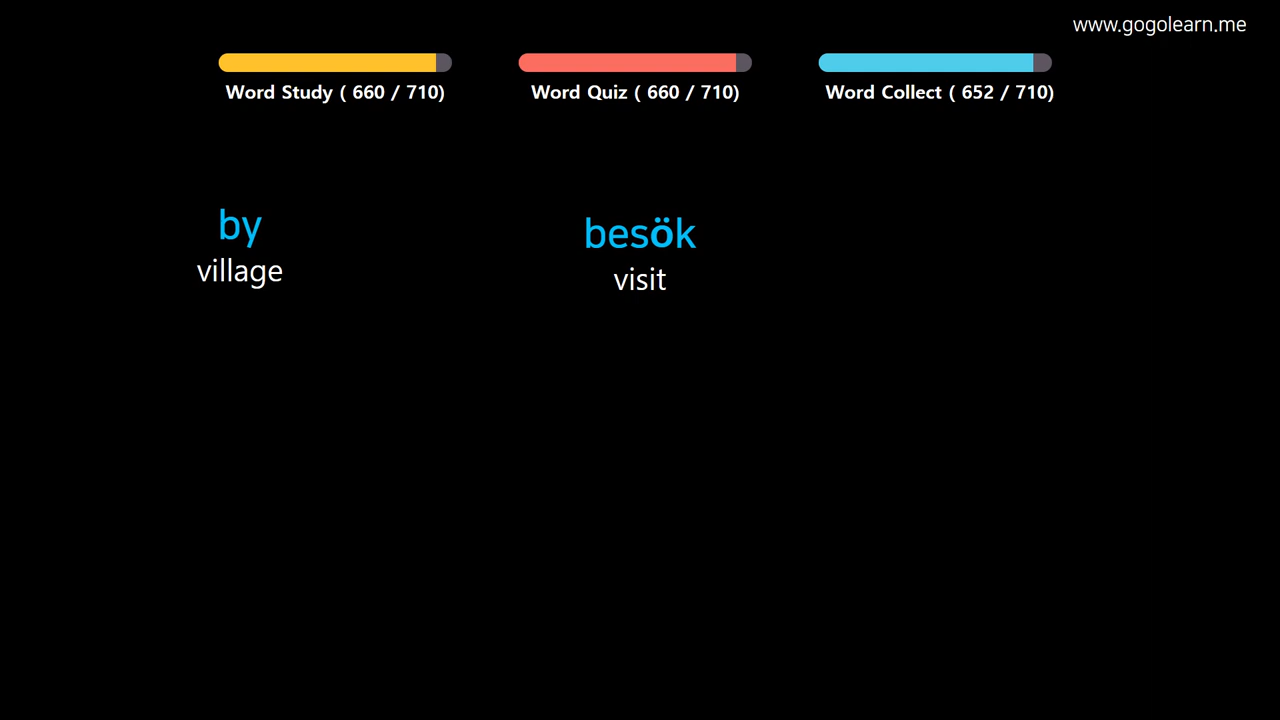 www.gogolearn.me
Word Study ( 660 / 710)
Word Quiz ( 660 / 710)
Word Collect ( 652 / 710)
by
village
besök
visit